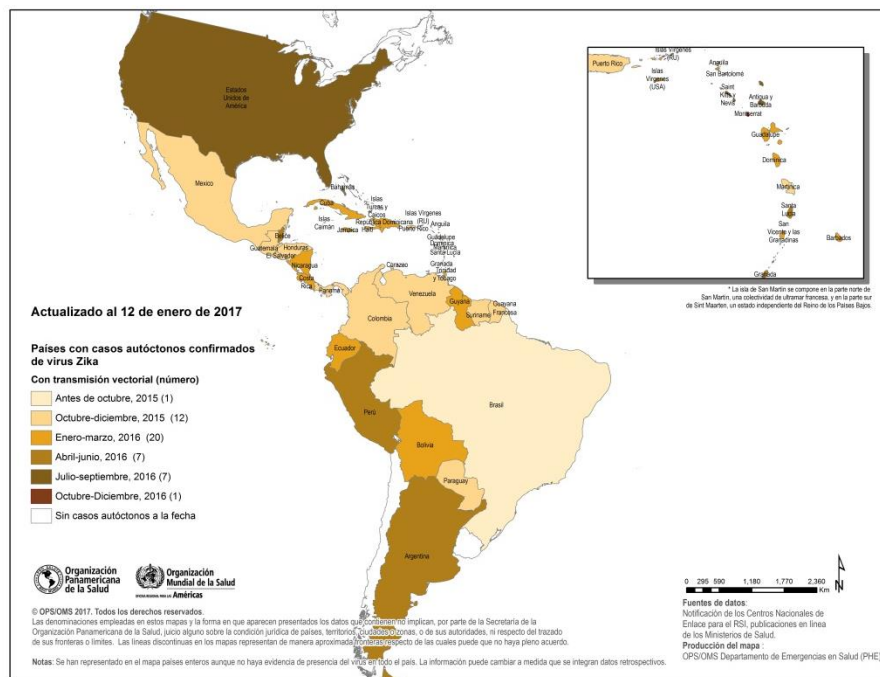 Estados
Unidos de
América
Mexico
Bahamas
Cuba
Islas
Turcas y
Caicos
Islas
Caimán
Jamaica
Haití
República Dominicana
Puerto Rico
Islas Vírgenes
(RU)
Anguila
Guadalupe
Dominica
Martinica
Santa Lucía
Granada
Trinidad
y Tobago
Curazao
Belice
Guatemala
Honduras
El Salvador
Nicaragua
Costa
Rica
Panamá
Venezuela
Colombia
Guyana
Suriname
Guayana
Francesa
Ecuador
Perú
Brasil
Bolivia
Paraguay
Argentina
Puerto Rico
Islas Vírgenes
(RU)
Islas
Vírgenes
(USA)
Anguila
San Bartolomé
Saint
Kitts y
Nevis
Antigua y
Barbuda
Montserrat
Guadalupe
Dominica
Martinica
Santa
Lucía
San
Vicente y las
Granadinas
Barbados
Granada
* La isla de San Martin se compone en la parte norte de
San Martin, una colectividad de ultramar francesa, y en la parte sur
de Sint Maarten, un estado independiente del Reino de los Países Bajos.
Actualizado al 12 de enero de 2017
Países con casos autóctonos confirmados
de virus Zika
Con transmisión vectorial (número)
Antes de octubre, 2015 (1)
Octubre-diciembre, 2015 (12)
Enero-marzo, 2016 (20)
Abril-junio, 2016 (7)
Julio-septiembre, 2016 (7)
Octubre-Diciembre, 2016 (1)
Sin casos autóctonos a la fecha
Organización
Panamericana
de la Salud
Organización
Mundial de la Salud
Américas
0 295 590 1,180 1,770 2,360
Km
N
© OPS/OMS 2017. Todos los derechos reservados.
Las denominaciones empleadas en estos mapas y la forma en que aparecen presentados los datos que contienen no implican, por parte de la Secretaría de la
Organización Panamericana de la Salud, juicio alguno sobre la condición jurídica de países, territorios, ciudades o zonas, o de sus autoridades, ni respecto del trazado
de sus fronteras o limites. Las líneas discontinuas en los mapas representan de manera aproximada fronteras respecto de las cuales puede que no haya pleno acuerdo.
Notas: Se han representado en el mapa países enteros aunque no haya evidencia de presencia del virus en todo el país. La información puede cambiar a medida que se integran datos retrospectivos.
Fuentes de datos:
Notificación de los Centros Nacionales de
Enlace para el RSI, publicaciones en línea
de los Ministerios de Salud.
Producción del mapa :
OPS/OMS Departamento de Emergencias en Salud (PHE)